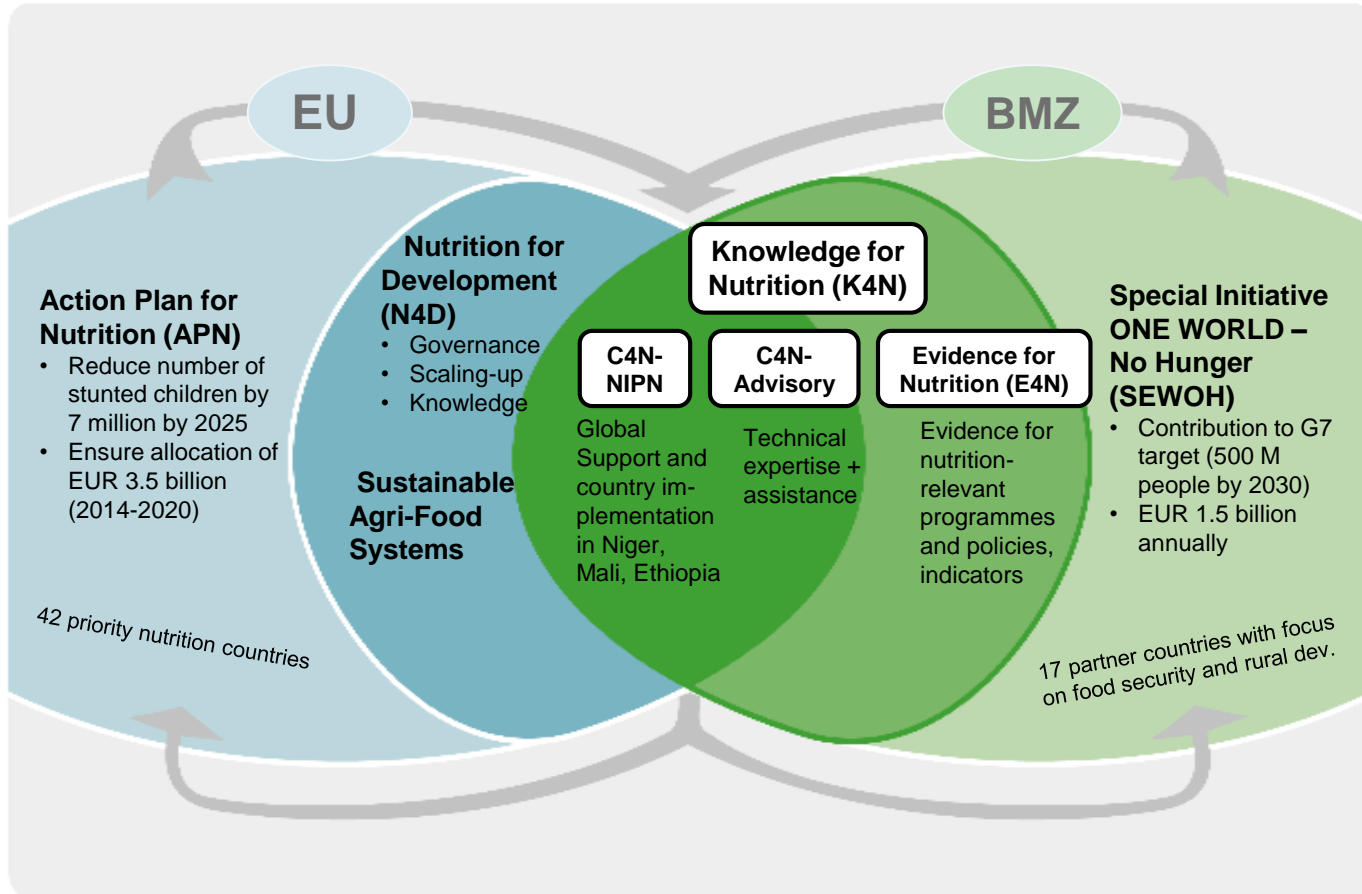 EU
BMZ
Action Plan for
Nutrition (APN)
• Reduce number of
stunted children by
7 million by 2025
• Ensure allocation of
EUR 3.5 billion
(2014-2020)
42 priority nutrition countries
Nutrition for
Development
(N4D)
• Governance
• Scaling-up
• Knowledge
Sustainable
Agri-Food
Systems
Knowledge for
Nutrition (K4N)
C4N-
NIPN
Global
Support and
country im-
plementation
in Niger,
Mali, Ethiopia
C4N-
Advisory
Technical
expertise +
assistance
Evidence for
Nutrition (E4N)
Evidence for
nutrition-
relevant
programmes
and policies,
indicators
Special Initiative
ONE WORLD –
No Hunger
(SEWOH)
• Contribution to G7
target (500 M
people by 2030)
• EUR 1.5 billion
annually
17 partner countries with focus
on food security and rural dev.